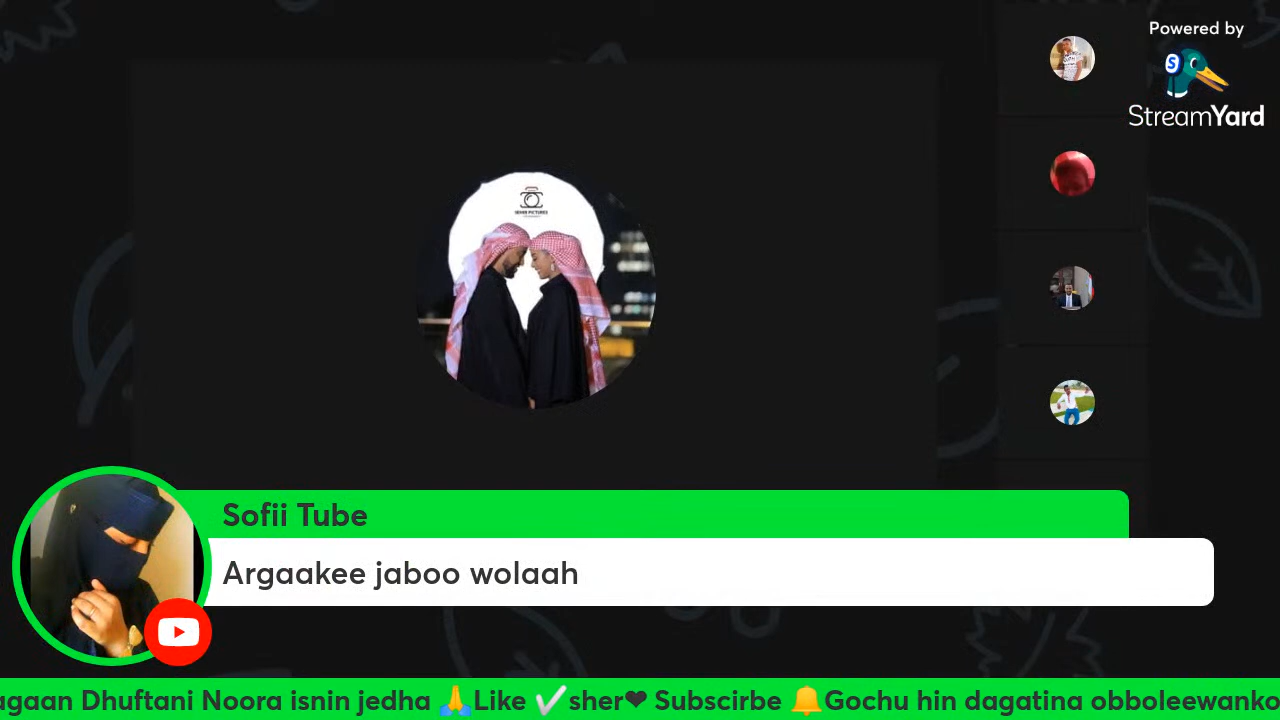 Powered by
StreamYard
Sofii Tube
Argaakee jaboo wolaah
agaan Dhuftani Noora isnin jedha 🙏Like ✔sher❤ Subscirbe 🔔Gochu hin dagatina obboleewanko